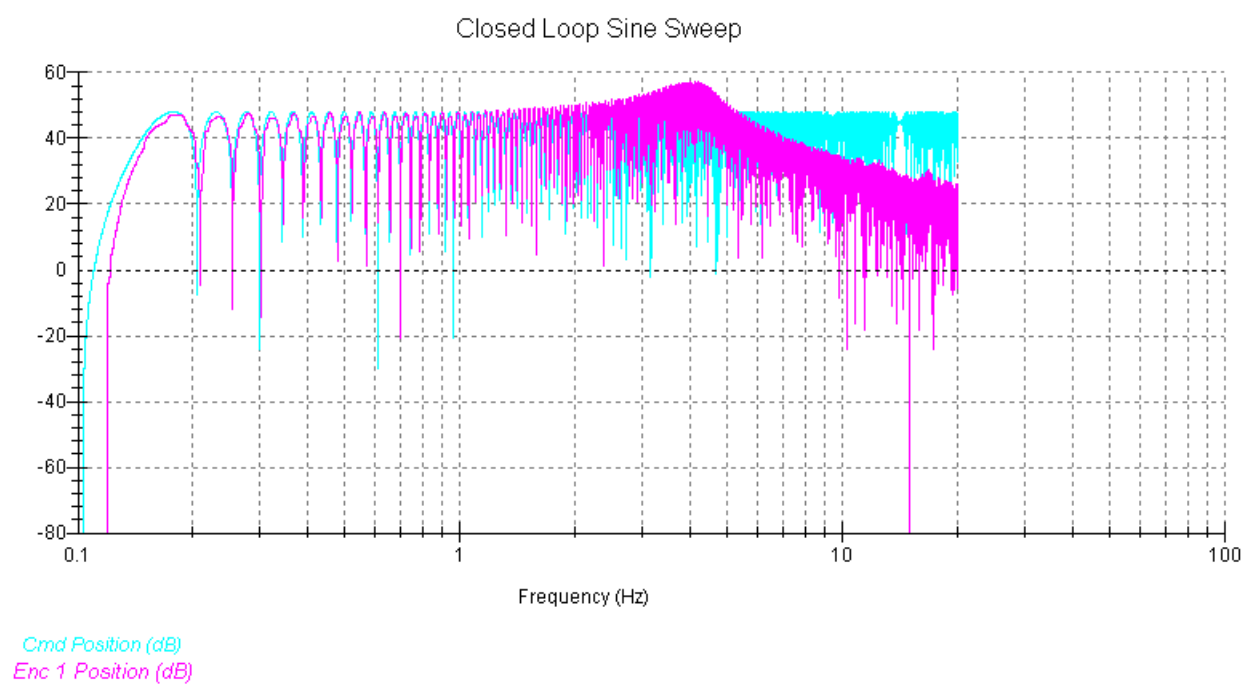 Closed Loop Sine Sweep
60
40
20
0
-20
-40
-60
-80
0.1 1 10 100
Frequency (Hz)
Cmd Position (dB)
Enc 1 Position (dB)